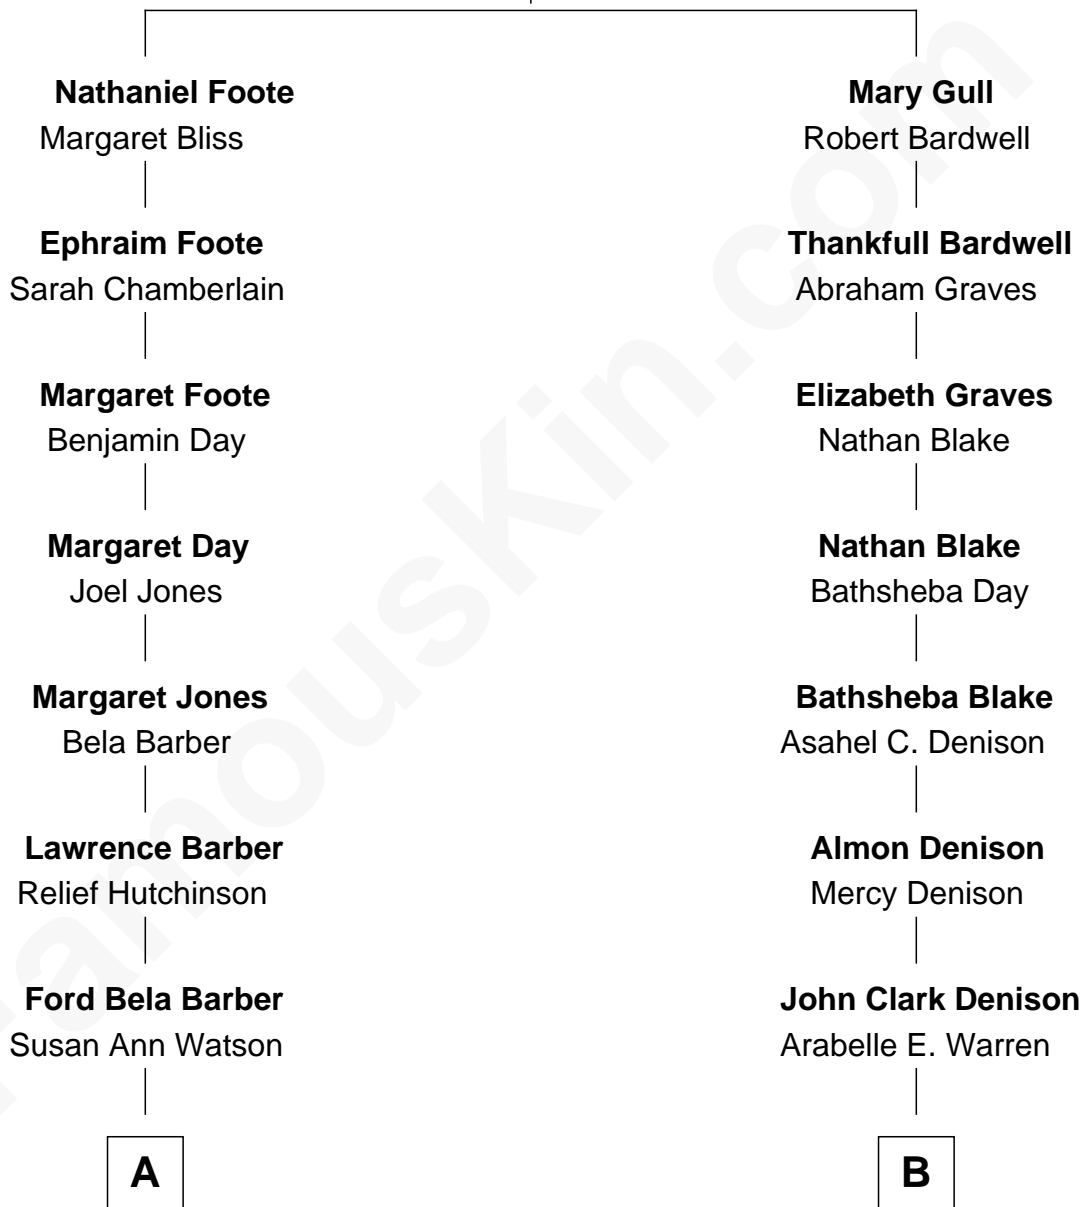 Nathaniel Foote
Margaret Bliss
Ephraim Foote
Sarah Chamberlain
Margaret Foote
Benjamin Day
Margaret Day
Joel Jones
Margaret Jones
Bela Barber
Lawrence Barber
Relief Hutchinson
Ford Bela Barber
Susan Ann Watson
A
Mary Gull
Robert Bardwell
Thankfull Bardwell
Abraham Graves
Elizabeth Graves
Nathan Blake
Nathan Blake
Bathsheba Day
Bathsheba Blake
Asahel C. Denison
Almon Denison
Mercy Denison
John Clark Denison
Arabelle E. Warren
B
FamousKin.com